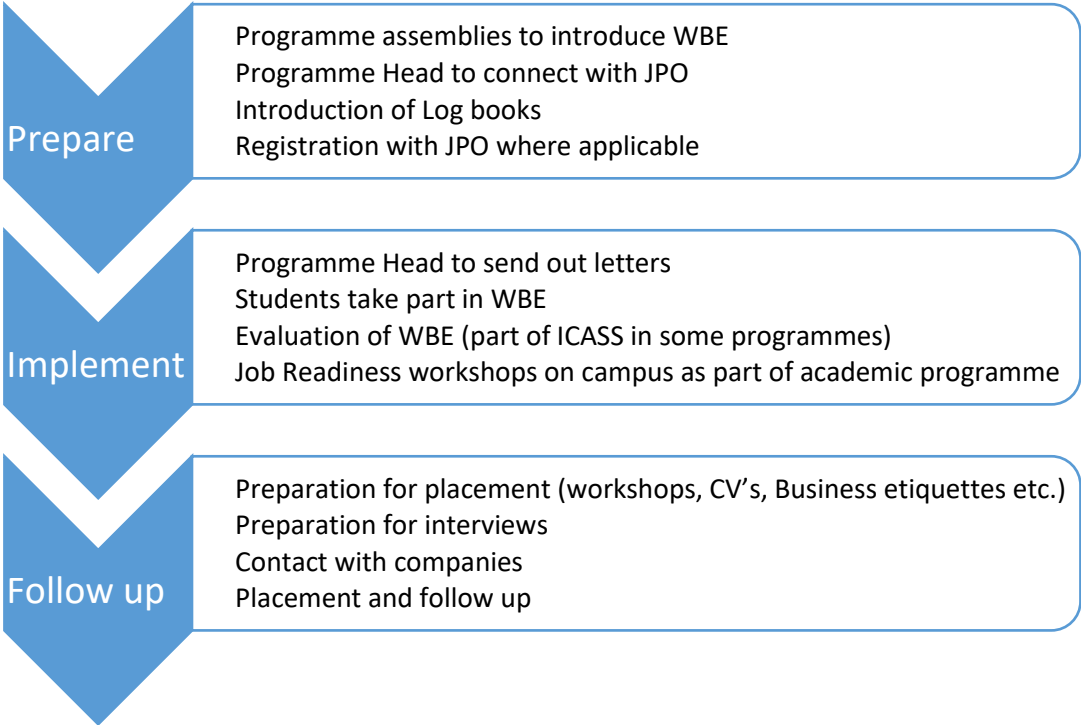 Prepare
Programme assemblies to introduce WBE
Programme Head to connect with JPO
Introduction of Log books
Registration with JPO where applicable
Implement
Programme Head to send out letters
Students take part in WBE
Evaluation of WBE (part of ICASS in some programmes)
Job Readiness workshops on campus as part of academic programme
Follow up
Preparation for placement (workshops, CV's, Business etiquettes etc.)
Preparation for interviews
Contact with companies
Placement and follow up